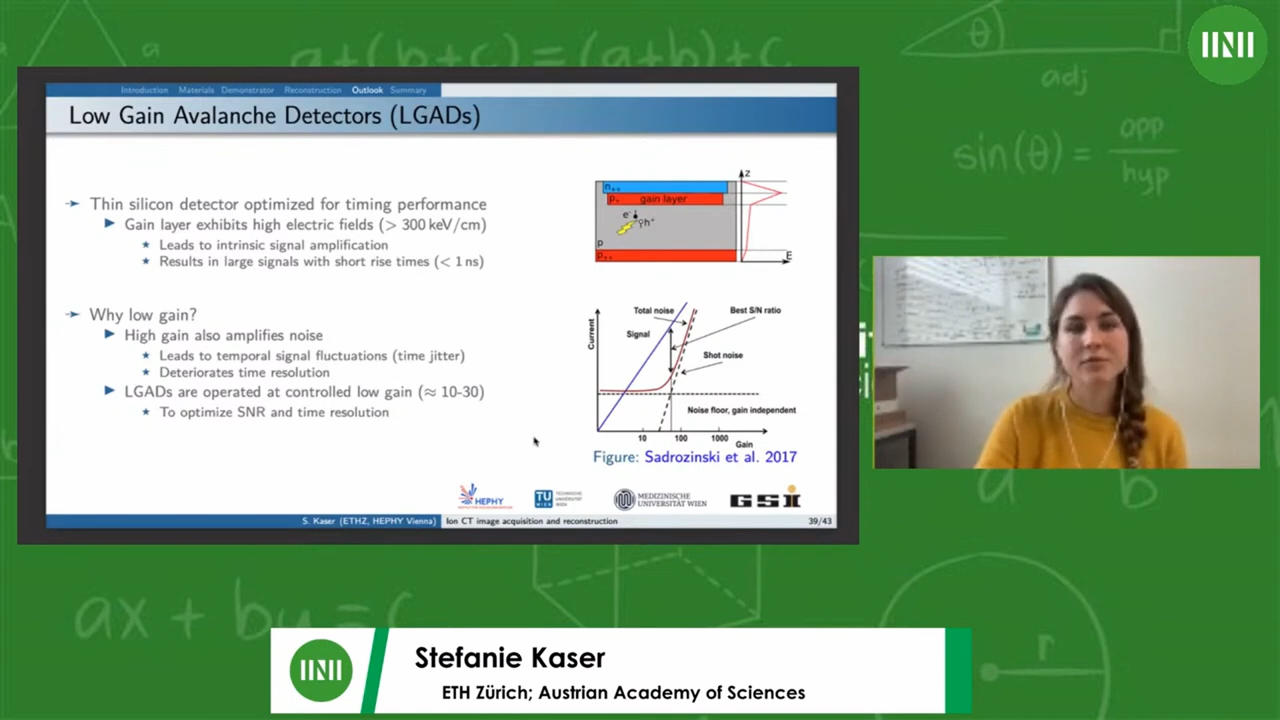 a+(b+c)=(a+b)+c
a
θ
adj
sin(θ) = opp
hyp
Introduction Materials Demonstrator Reconstruction Outlook Summary
Low Gain Avalanche Detectors (LGADs)
Thin silicon detector optimized for timing performance
Gain layer exhibits high electric fields (> 300 keV/cm)
Leads to intrinsic signal amplification
Results in large signals with short rise times (< 1 ns)
Why low gain?
High gain also amplifies noise
Leads to temporal signal fluctuations (time jitter)
Deteriorates time resolution
LGADs are operated at controlled low gain (≈ 10-30)
To optimize SNR and time resolution
n++
p+ gain layer
e-
h+
p
p++
z
E
Total noise
Best S/N ratio
Signal
Current
Shot noise
Noise floor, gain independent
10 100 1000
Gain
Figure: Sadrozinski et al. 2017
HEPHY
TU WIEN
TECHNISCHE
UNIVERSITÄT
WIEN
MEDIZINISCHE
UNIVERSITÄT WIEN
GSI
S. Kaser (ETHZ, HEPHY Vienna)
Ion CT image acquisition and reconstruction
39/43
a b
ax + by = c
r
Stefanie Kaser
ETH Zürich; Austrian Academy of Sciences